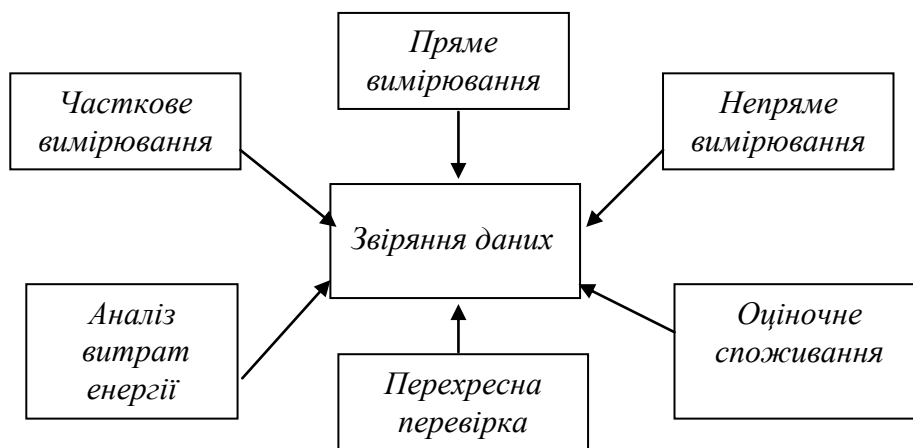 Пряме
вимірювання
Часткове
вимірювання
Непряме
вимірювання
Звіряння даних
Аналіз
витрат
енергії
Перехресна
перевірка
Оціночне
споживання